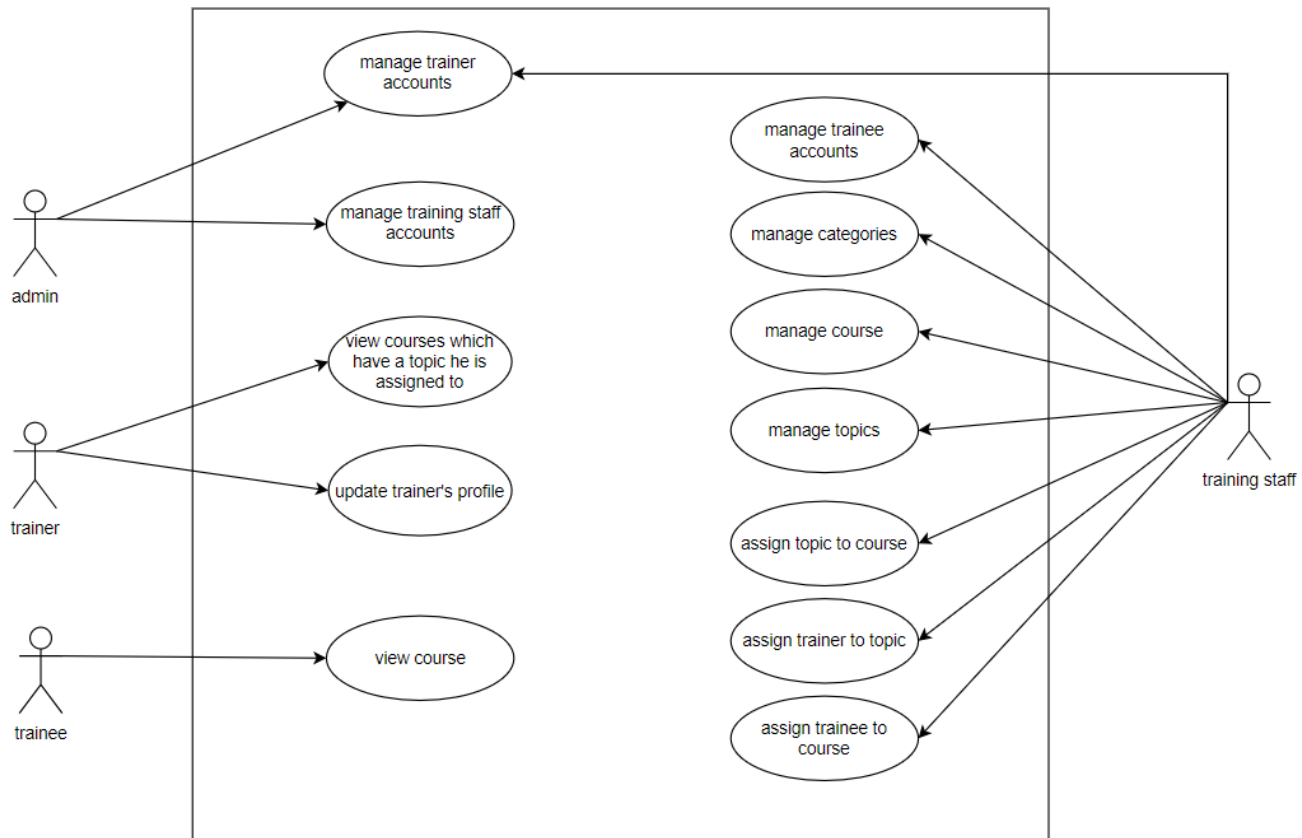 manage trainer
accounts
manage trainee
accounts
manage training staff
accounts
manage categories
admin
manage course
view courses which
have a topic he is
assigned to
manage topics
training staff
update trainer's profile
trainer
assign topic to course
assign trainer to topic
view course
trainee
assign trainee to
course